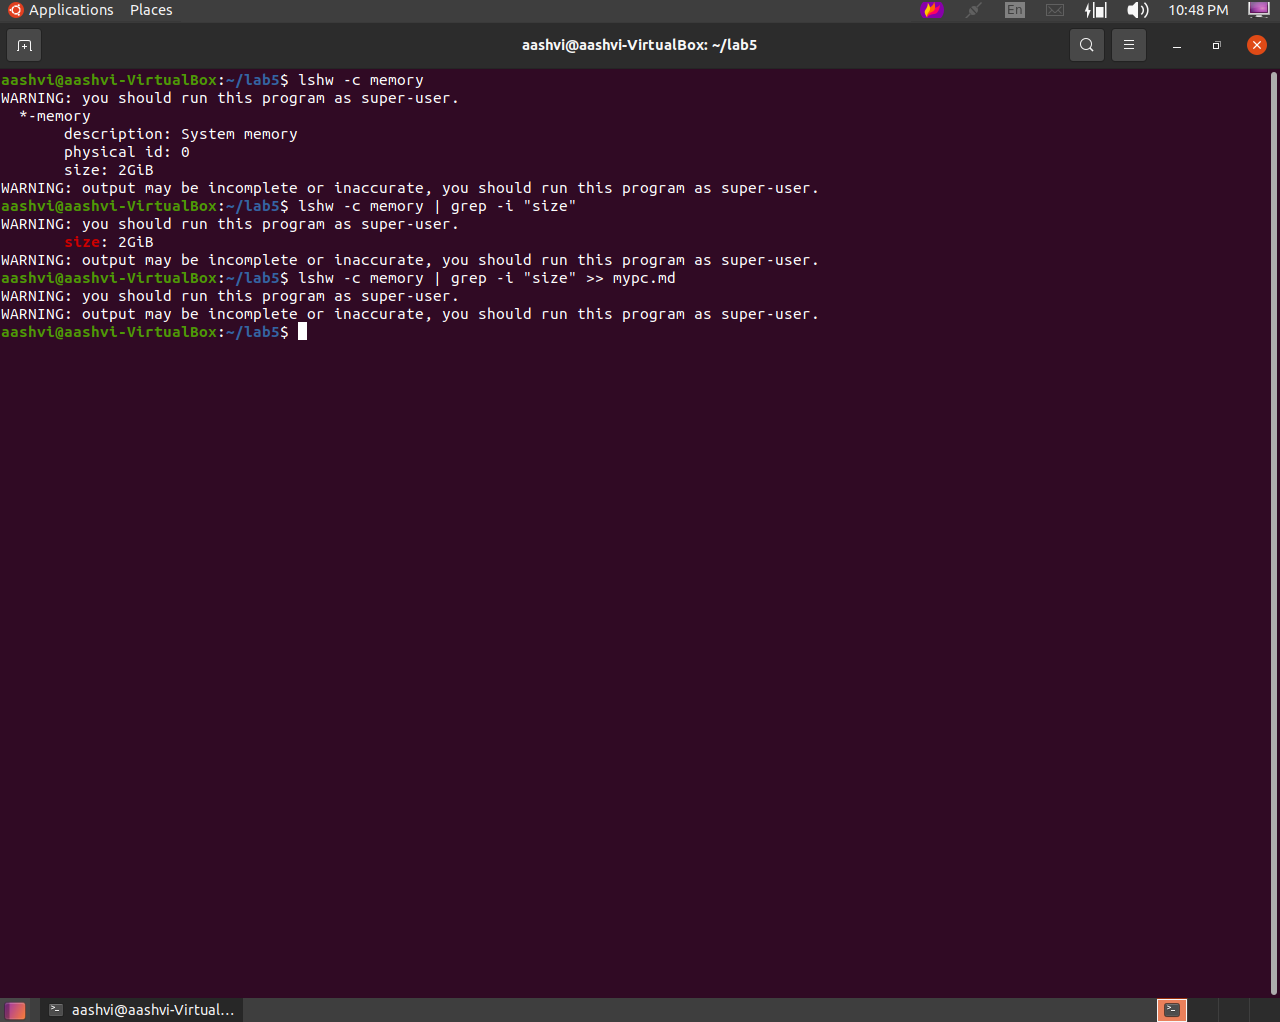 Applications Places En 10:48 PM
aashvi@aashvi-VirtualBox: ~/lab5
aashvi@aashvi-VirtualBox:~/lab5$ lshw -c memory
WARNING: you should run this program as super-user.
  *-memory
       description: System memory
       physical id: 0
       size: 2GiB
WARNING: output may be incomplete or inaccurate, you should run this program as super-user.
aashvi@aashvi-VirtualBox:~/lab5$ lshw -c memory | grep -i "size"
WARNING: you should run this program as super-user.
       size: 2GiB
WARNING: output may be incomplete or inaccurate, you should run this program as super-user.
aashvi@aashvi-VirtualBox:~/lab5$ lshw -c memory | grep -i "size" >> mypc.md
WARNING: you should run this program as super-user.
WARNING: output may be incomplete or inaccurate, you should run this program as super-user.
aashvi@aashvi-VirtualBox:~/lab5$
aashvi@aashvi-Virtual...